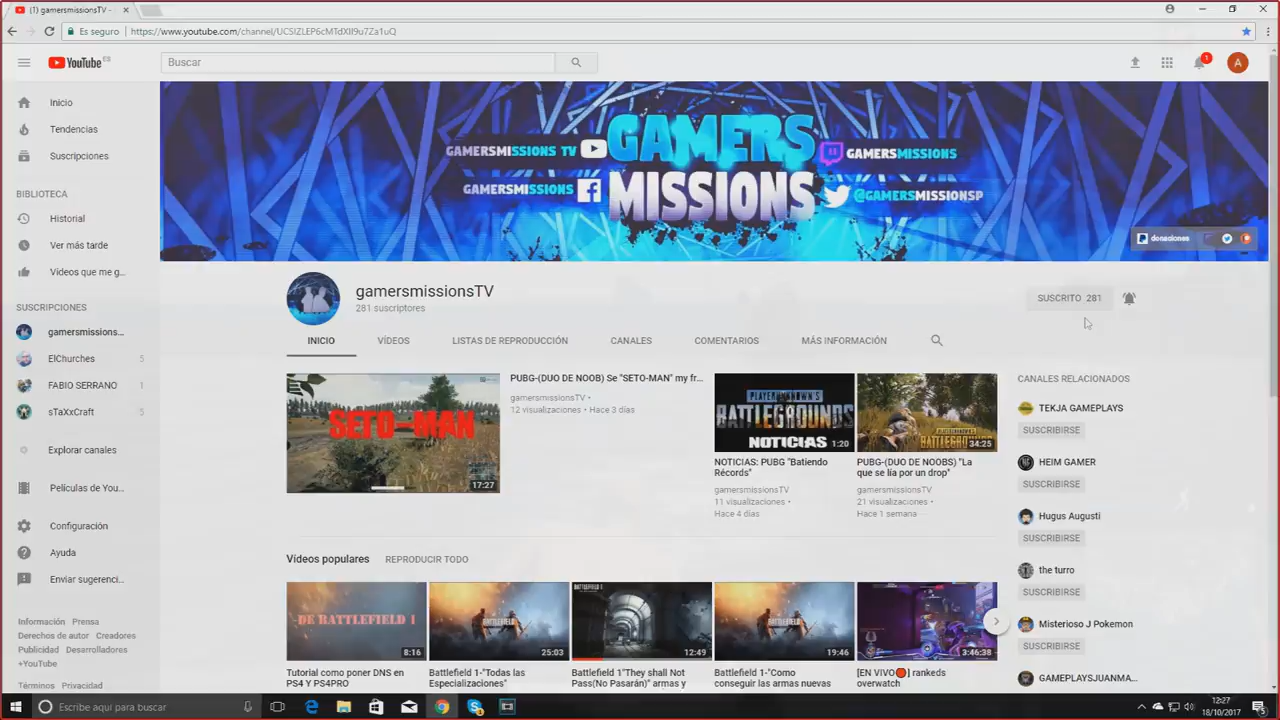 (1) gamersmissionsTV -
Es seguro
https://www.youtube.com/channel/
YouTube ES
Buscar
1
A
Inicio
Tendencias
Suscripciones
BIBLIOTECA
Historial
Ver más tarde
Vídeos que me g...
SUSCRIPCIONES
gamersmissions...
ElChurches 5
FABIO SERRANO 1
sTaXxCraft 5
Explorar canales
Películas de You...
Configuración
Ayuda
Enviar sugerenci...
Información Prensa
Derechos de autor Creadores
Publicidad Desarrolladores
+YouTube
Términos Privacidad
GAMERSMISSIONS TV
GAMERS
GAMERSMISSIONS
GAMERSMISSIONS
MISSIONS
@GAMERSMISSIONSP
donaciones
gamersmissionsTV
281 suscriptores
SUSCRITO 281
INICIO
VÍDEOS
LISTAS DE REPRODUCCIÓN
CANALES
COMENTARIOS
MÁS INFORMACIÓN
SETO-MAN
17:27
PUBG-(DUO DE NOOB) Se "SETO-MAN" my fr...
gamersmissionsTV •
12 visualizaciones • Hace 3 días
PLAYERUNKNOWN'S
BATTLEGROUNDS
NOTICIAS
1:20
NOTICIAS: PUBG "Batiendo
Récords"
gamersmissionsTV
11 visualizaciones •
Hace 4 días
BATTLEGROUNDS
34:25
PUBG-(DUO DE NOOBS) "La
que se lía por un drop"
gamersmissionsTV
21 visualizaciones •
Hace 1 semana
CANALES RELACIONADOS
TEKJA GAMEPLAYS
SUSCRIBIRSE
HEIM GAMER
SUSCRIBIRSE
Hugus Augusti
SUSCRIBIRSE
the turro
SUSCRIBIRSE
Misterioso J Pokemon
SUSCRIBIRSE
GAMEPLAYSJUANMA...
Vídeos populares
REPRODUCIR TODO
DE BATTLEFIELD 1
8:16
Tutorial como poner DNS en
PS4 Y PS4PRO
25:03
Battlefield 1-"Todas las
Especializaciones"
BATTLEFIELD 1
12:49
Battlefield 1"They shall Not
Pass(No Pasarán)" armas y
19:46
Battlefield 1-"Como
conseguir las armas nuevas
3:46:38
[EN VIVO🔴] rankeds
overwatch
Escribe aquí para buscar
12:27
18/10/2017
5